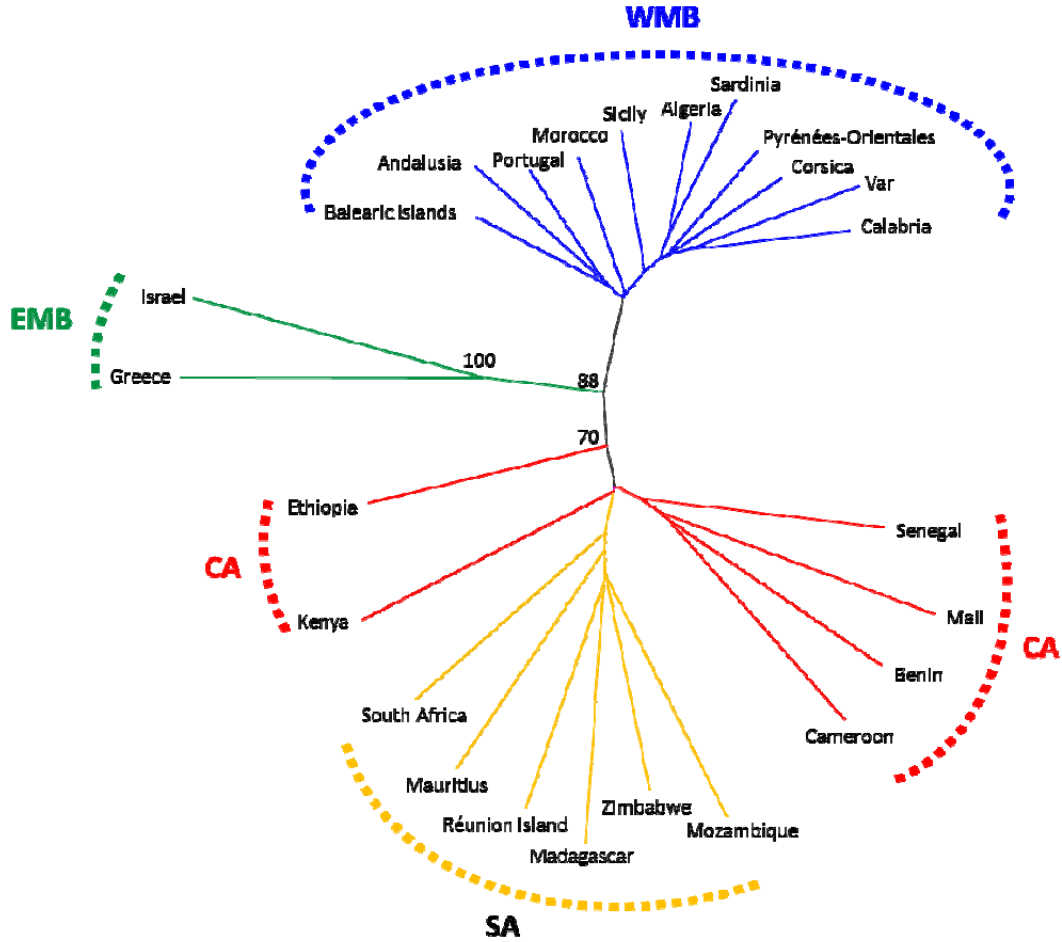 WMB
Sardinia
Algeria
Sicily
Morocco
Pyrénées-Orientales
Portugal
Andalusia
Corsica
Var
Balearic Islands
Calabria
Israel
EMB
100
Greece
88
70
Ethiopia
Senegal
CA
Kenya
Mali
CA
Benin
South Africa
Cameroon
Mauritius
Zimbabwe
Réunion Island
Mozambique
Madagascar
SA